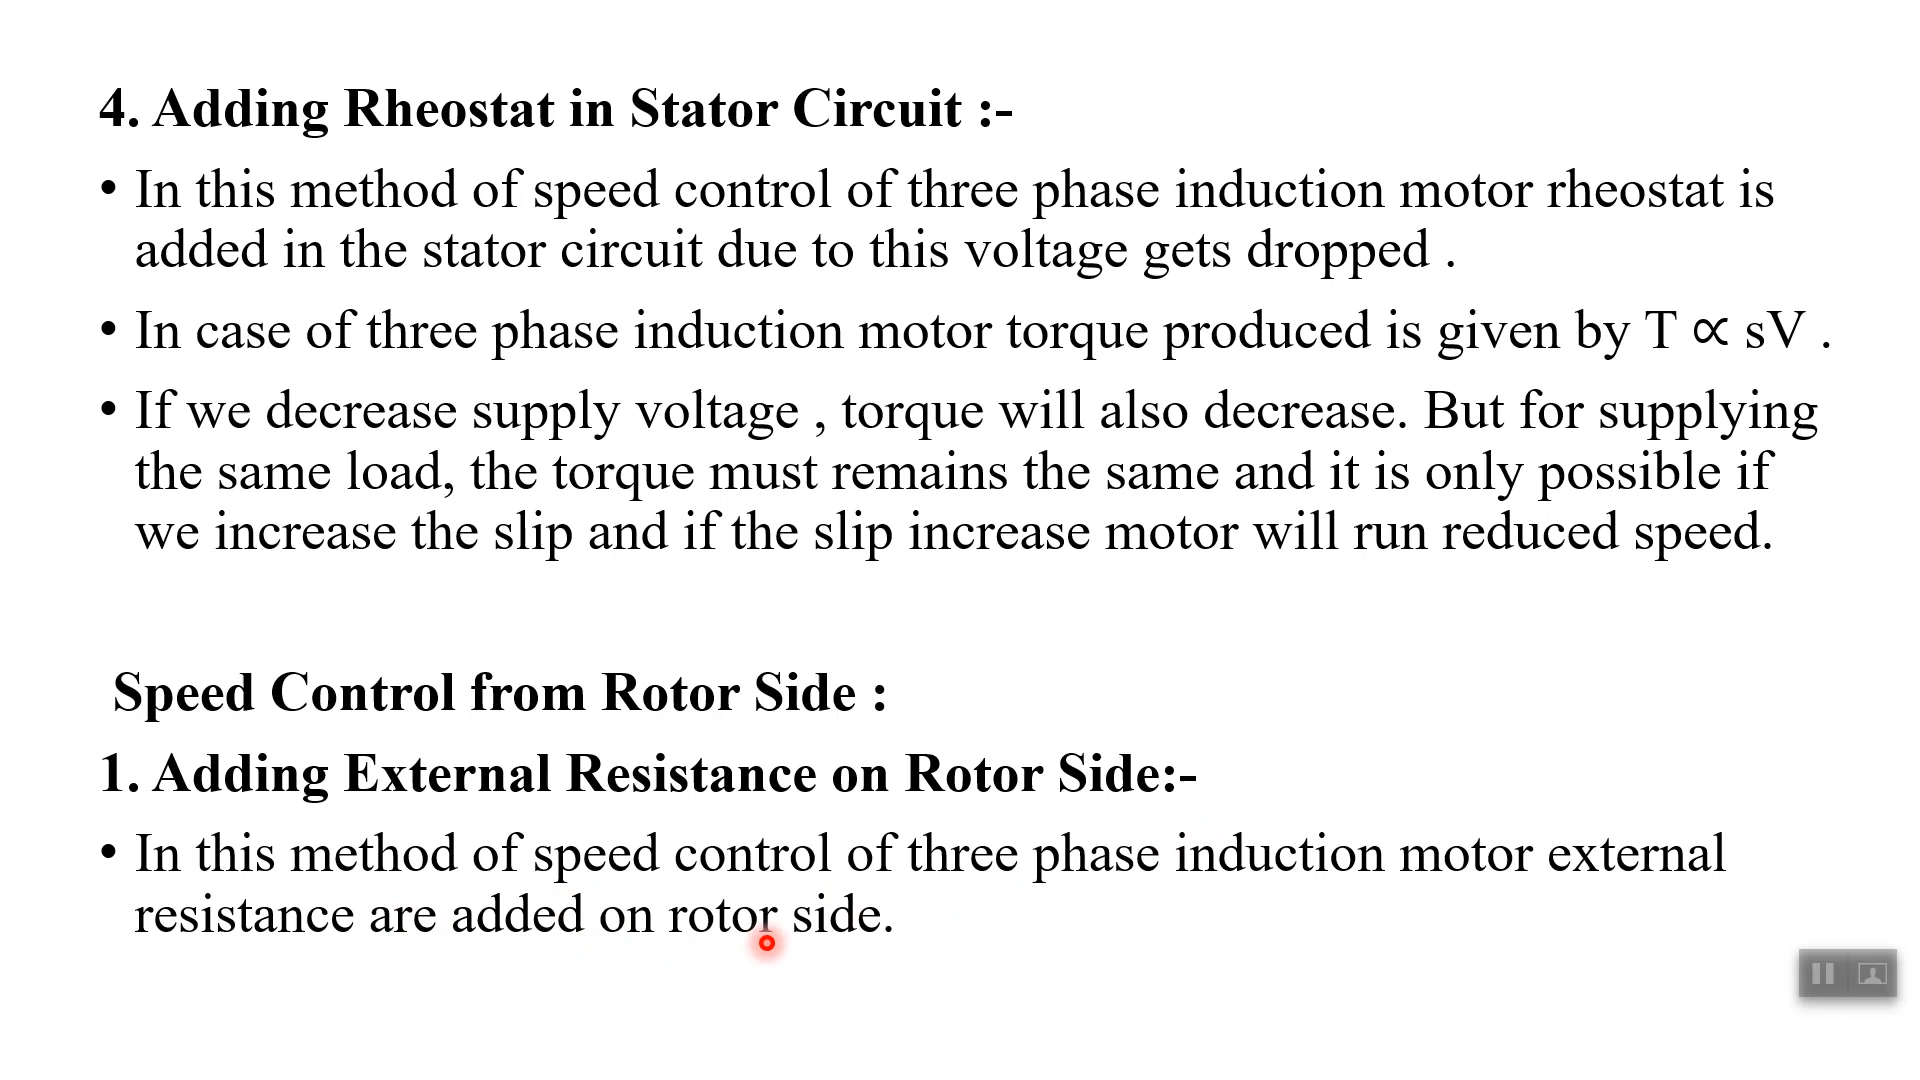 4. Adding Rheostat in Stator Circuit :-
• In this method of speed control of three phase induction motor rheostat is
added in the stator circuit due to this voltage gets dropped .
• In case of three phase induction motor torque produced is given by T ∝ sV .
• If we decrease supply voltage , torque will also decrease. But for supplying
the same load, the torque must remains the same and it is only possible if
we increase the slip and if the slip increase motor will run reduced speed.
Speed Control from Rotor Side :
1. Adding External Resistance on Rotor Side:-
• In this method of speed control of three phase induction motor external
resistance are added on rotor side.